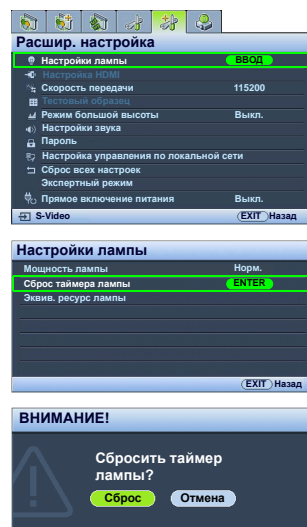 Расшир. настройка
Настройки лампы ВВОД
Настройка HDMI
Скорость передачи 115200
Тестовый образец
Режим большой высоты Выкл.
Настройки звука
Пароль
Настройка управления по локальной сети
Сброс всех настроек
Экспертный режим
Прямое включение питания Выкл.
S-Video EXIT Назад
Настройки лампы
Мощность лампы Норм.
Сброс таймера лампы ENTER
Эквив. ресурс лампы
EXIT Назад
ВНИМАНИЕ!
Сбросить таймер
лампы?
Сброс Отмена